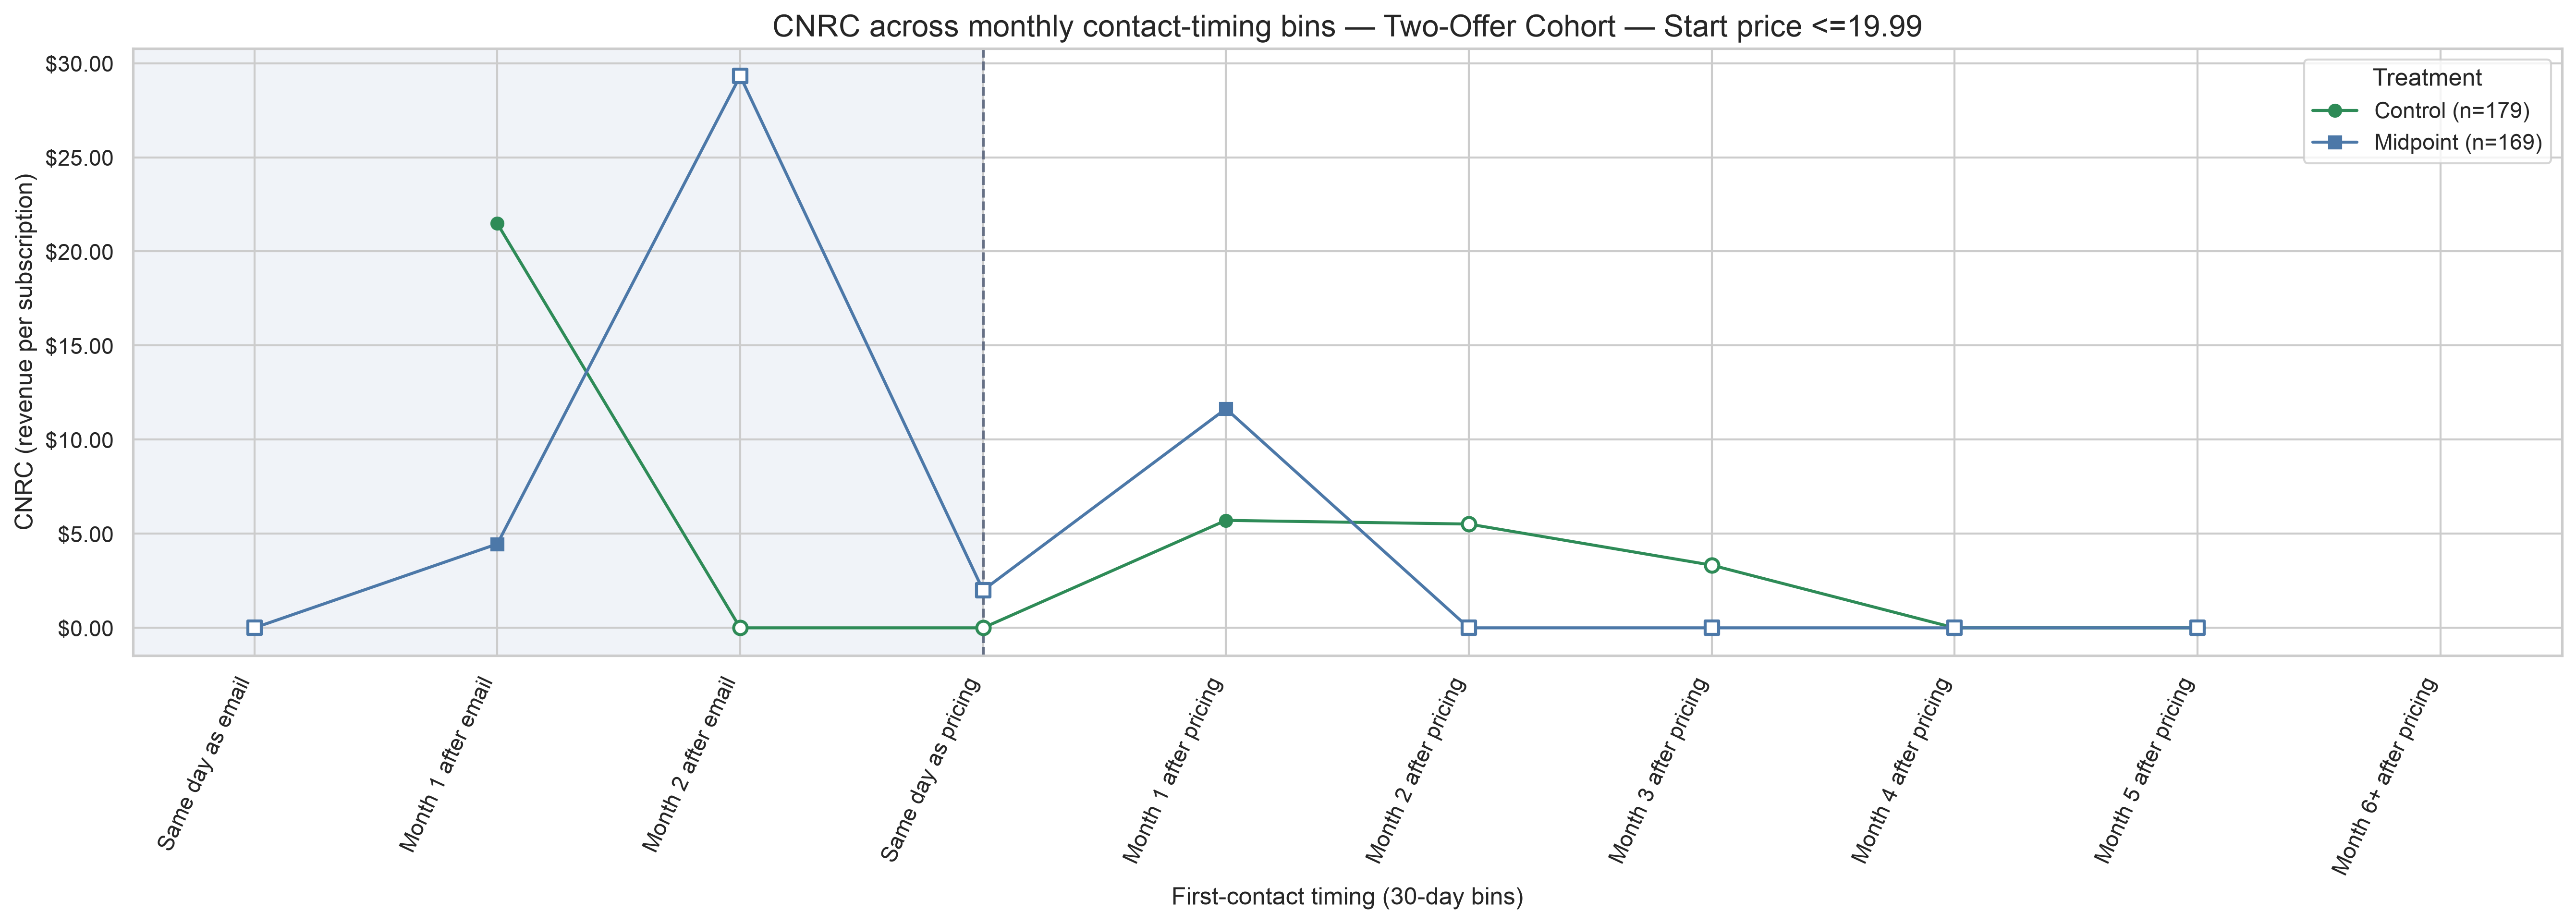 CNRC across monthly contact-timing bins — Two-Offer Cohort — Start price <=19.99
$30.00
$25.00
$20.00
$15.00
$10.00
$5.00
$0.00
CNRC (revenue per subscription)
Treatment
Control (n=179)
Midpoint (n=169)
Same day as email
Month 1 after email
Month 2 after email
Same day as pricing
Month 1 after pricing
Month 2 after pricing
Month 3 after pricing
Month 4 after pricing
Month 5 after pricing
Month 6+ after pricing
First-contact timing (30-day bins)